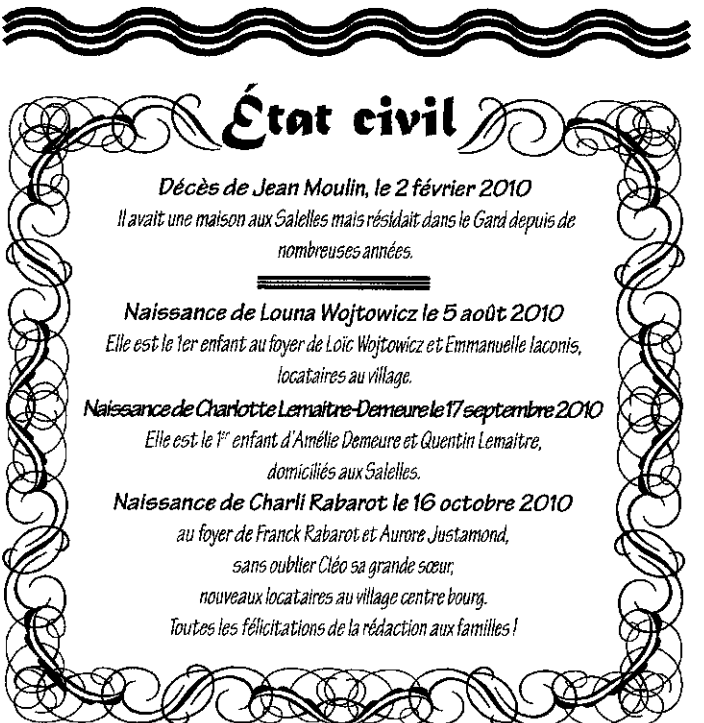 État civil
Décès de Jean Moulin, le 2 février 2010
Il avait une maison aux Salelles mais résidait dans le Gard depuis de
nombreuses années.
Naissance de Louna Wojtowicz le 5 août 2010
Elle est le 1er enfant au foyer de Loïc Wojtowicz et Emmanuelle Iaconis,
locataires au village.
Naissance de Charlotte Lemaitre-Demeure le 17 septembre 2010
Elle est le 1er enfant d'Amélie Demeure et Quentin Lemaitre,
domiciliés aux Salelles.
Naissance de Charli Rabarot le 16 octobre 2010
au foyer de Franck Rabarot et Aurore Justamond,
sans oublier Cléo sa grande sœur,
nouveaux locataires au village centre bourg.
Toutes les félicitations de la rédaction aux familles !